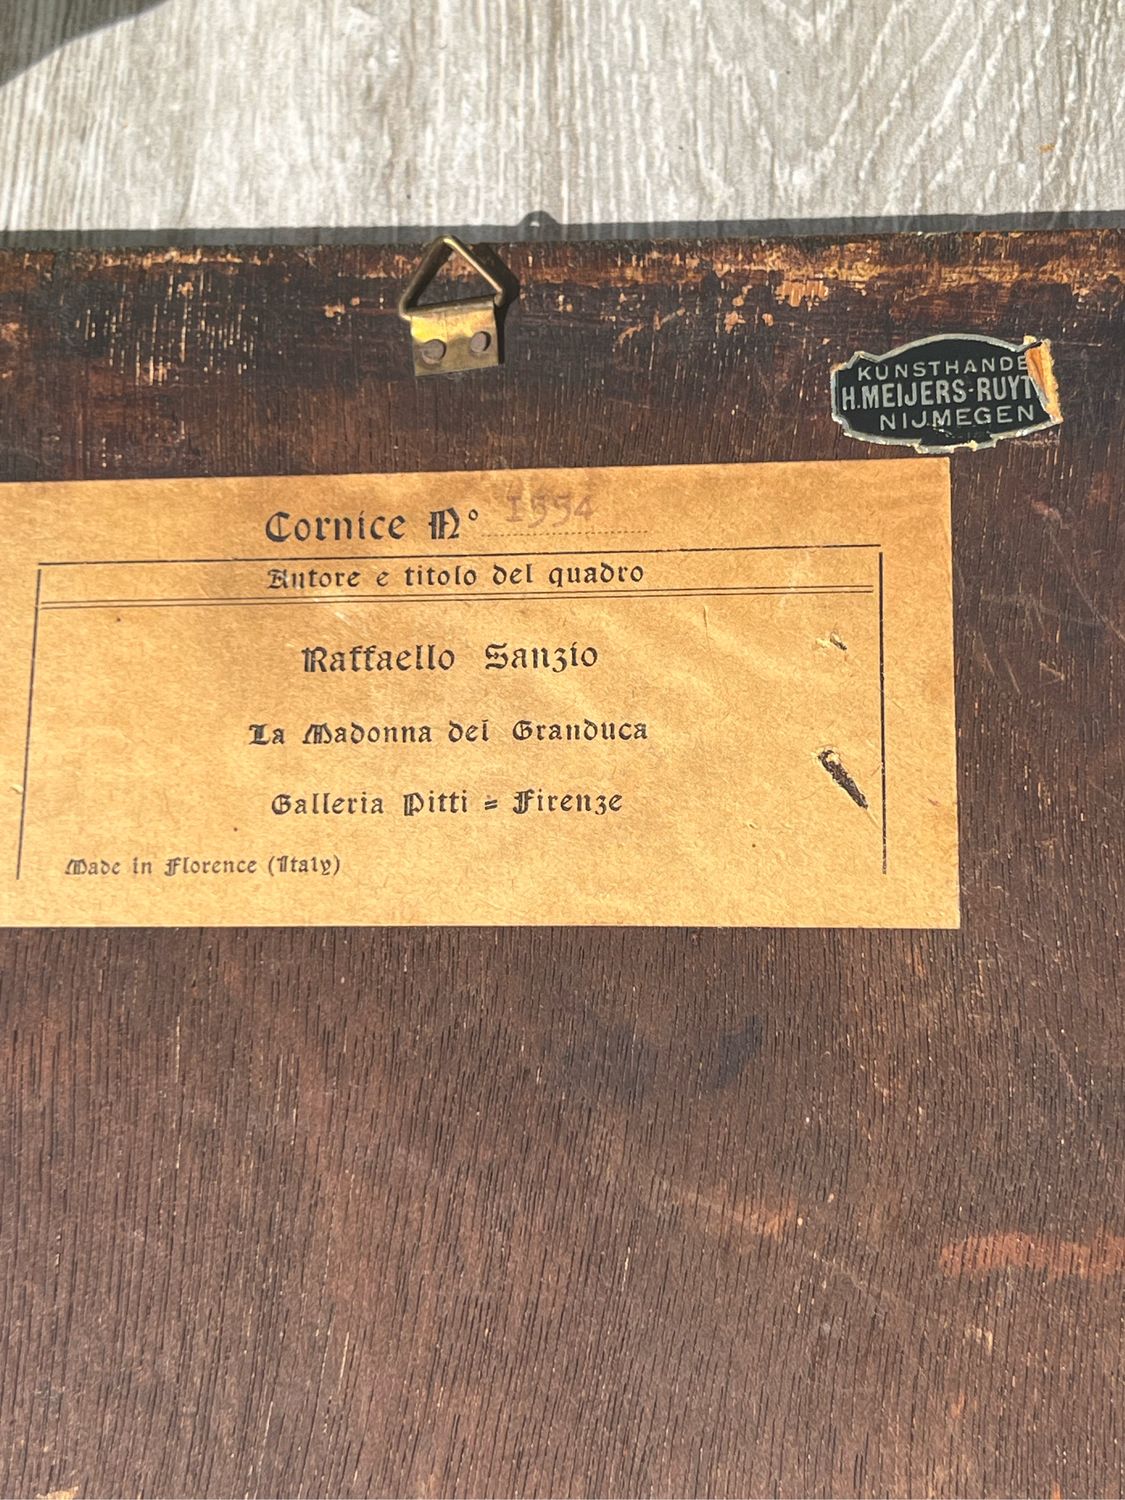 KUNSTHANDE
H. MEIJERS-RUYT
NIJMEGEN
Cornice N° 1554
Autore e titolo del quadro
Raffaello Sanzio
La Madonna del Granduca
Galleria Pitti = Firenze
Made in Florence (Italy)